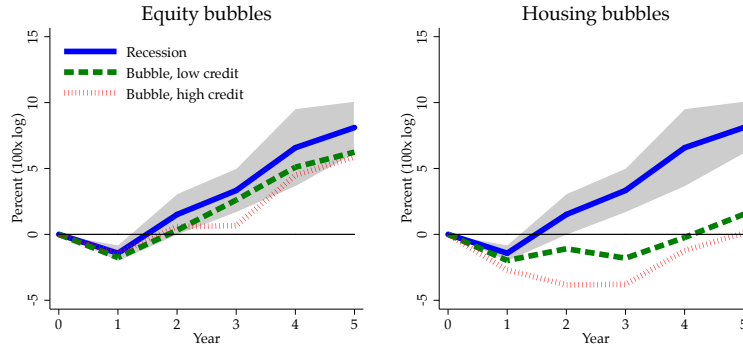 Equity bubbles
Housing bubbles
Percent (100x log)
15
10
5
0
-5
Recession
Bubble, low credit
Bubble, high credit
0 1 2 3 4 5
Year
Percent (100x log)
15
10
5
0
-5
0 1 2 3 4 5
Year